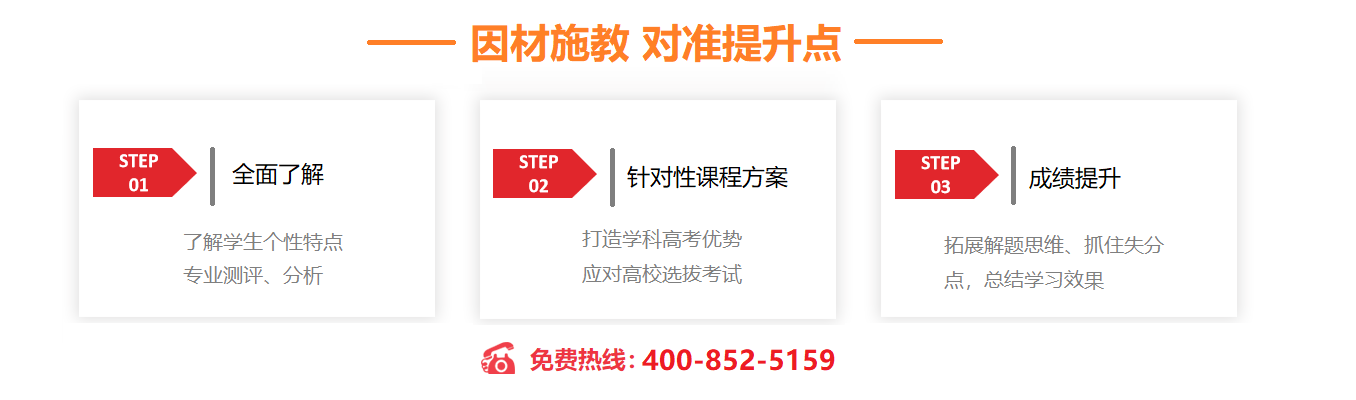 因材施教 对准提升点
STEP
01
全面了解
了解学生个性特点
专业测评、分析
STEP
02
针对性课程方案
打造学科高考优势
应对高校选拔考试
STEP
03
成绩提升
拓展解题思维、抓住失分
点，总结学习效果
免费热线：400-852-5159